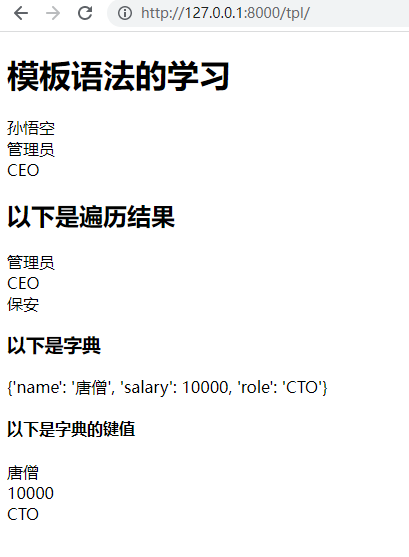 http://127.0.0.1:8000/tpl/
模板语法的学习
孙悟空
管理员
CEO
以下是遍历结果
管理员
CEO
保安
以下是字典
{'name': '唐僧', 'salary': 10000, 'role': 'CTO'}
以下是字典的键值
唐僧
10000
CTO